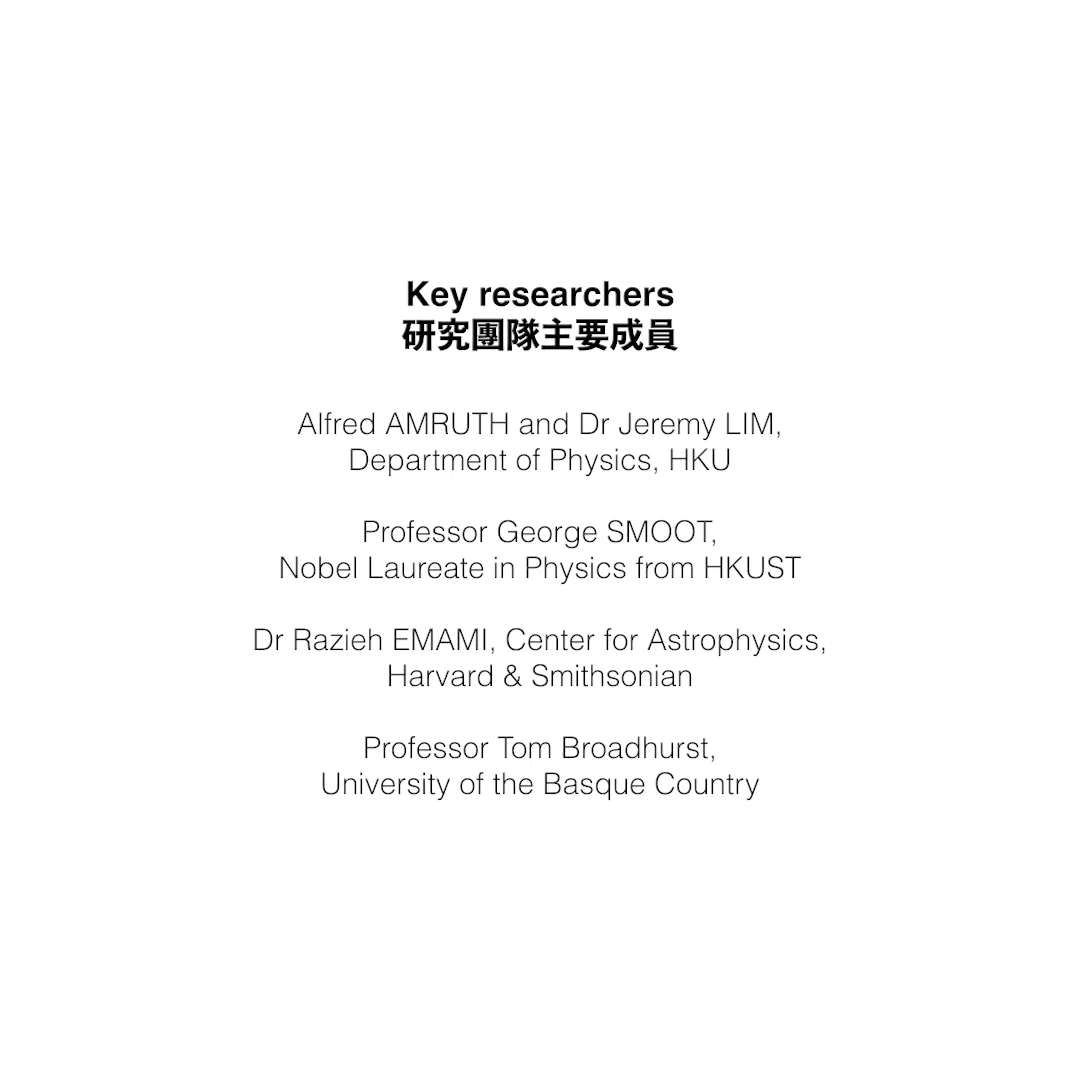 Key researchers
研究團隊主要成員
Alfred AMRUTH and Dr Jeremy LIM,
Department of Physics, HKU
Professor George SMOOT,
Nobel Laureate in Physics from HKUST
Dr Razieh EMAMI, Center for Astrophysics,
Harvard & Smithsonian
Professor Tom Broadhurst,
University of the Basque Country